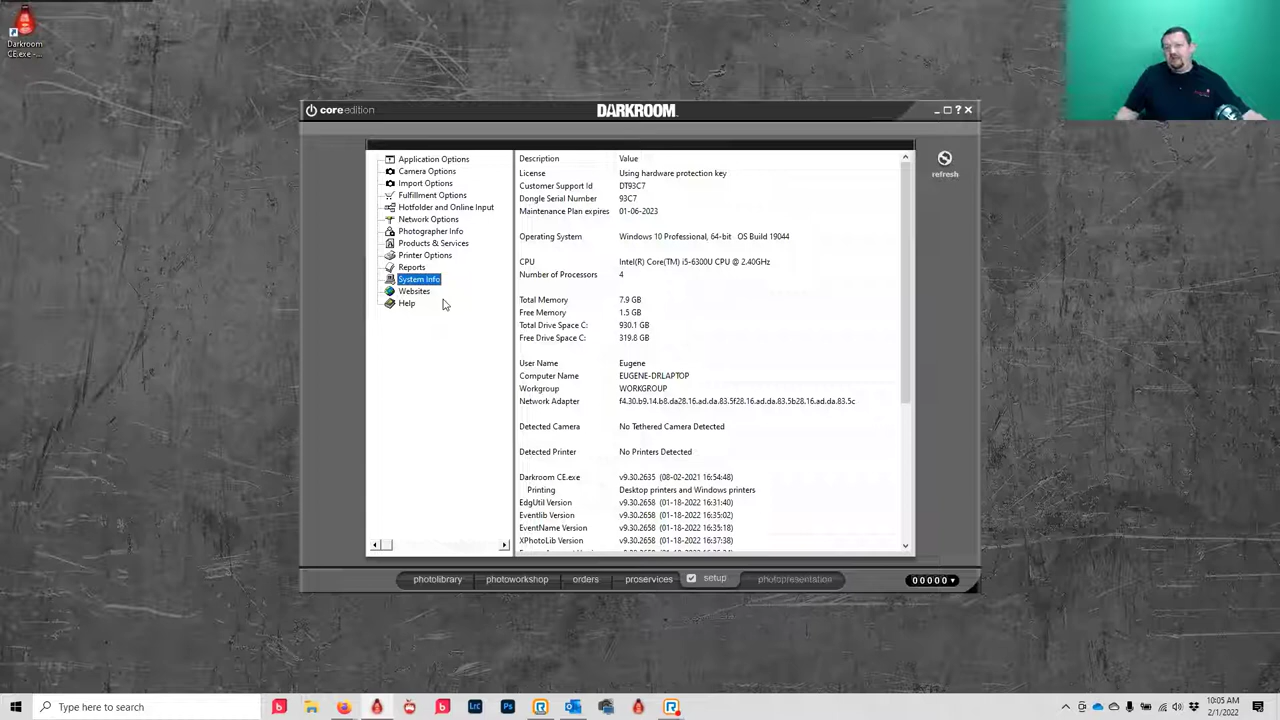 Darkroom
CE.exe -...
core edition
DARKROOM
Application Options
Camera Options
Import Options
Fulfillment Options
Hotfolder and Online Input
Network Options
Photographer Info
Products & Services
Printer Options
Reports
System Info
Websites
Help
Description Value
License Using hardware protection key
Customer Support Id DT93C7
Dongle Serial Number 93C7
Maintenance Plan expires 01-06-2023
Operating System Windows 10 Professional, 64-bit OS Build 19044
CPU Intel(R) Core(TM) i5-6300U CPU @ 2.40GHz
Number of Processors 4
Total Memory 7.9 GB
Free Memory 1.5 GB
Total Drive Space C: 930.1 GB
Free Drive Space C: 319.8 GB
User Name Eugene
Computer Name EUGENE-DRLAPTOP
Workgroup WORKGROUP
Network Adapter f4.30.b9.14.b8.da28.16.ad.da.83.5f28.16.ad.da.83.5b28.16.ad.da.83.5c
Detected Camera No Tethered Camera Detected
Detected Printer No Printers Detected
Darkroom CE.exe v9.30.2635 (08-02-2021 16:54:48)
Printing Desktop printers and Windows printers
EdgUtil Version v9.30.2658 (01-18-2022 16:31:40)
Eventlib Version v9.30.2658 (01-18-2022 16:35:02)
EventName Version v9.30.2658 (01-18-2022 16:35:18)
XPhotoLib Version v9.30.2658 (01-18-2022 16:37:38)
refresh
photolibrary
photoworkshop
orders
proservices
setup
photopresentation
00000
Type here to search
b
b
Lrc
Ps
10:05 AM
2/1/2022